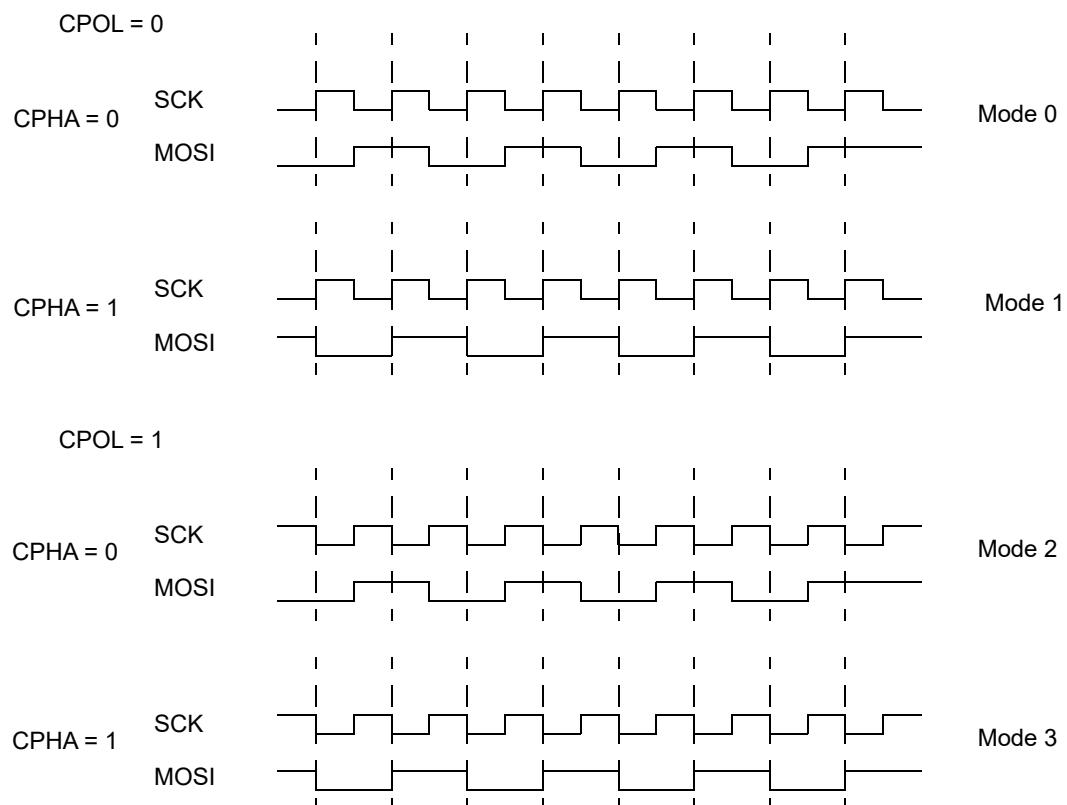 CPOL = 0
CPHA = 0
SCK
MOSI
Mode 0
CPHA = 1
SCK
MOSI
Mode 1
CPOL = 1
CPHA = 0
SCK
MOSI
Mode 2
CPHA = 1
SCK
MOSI
Mode 3